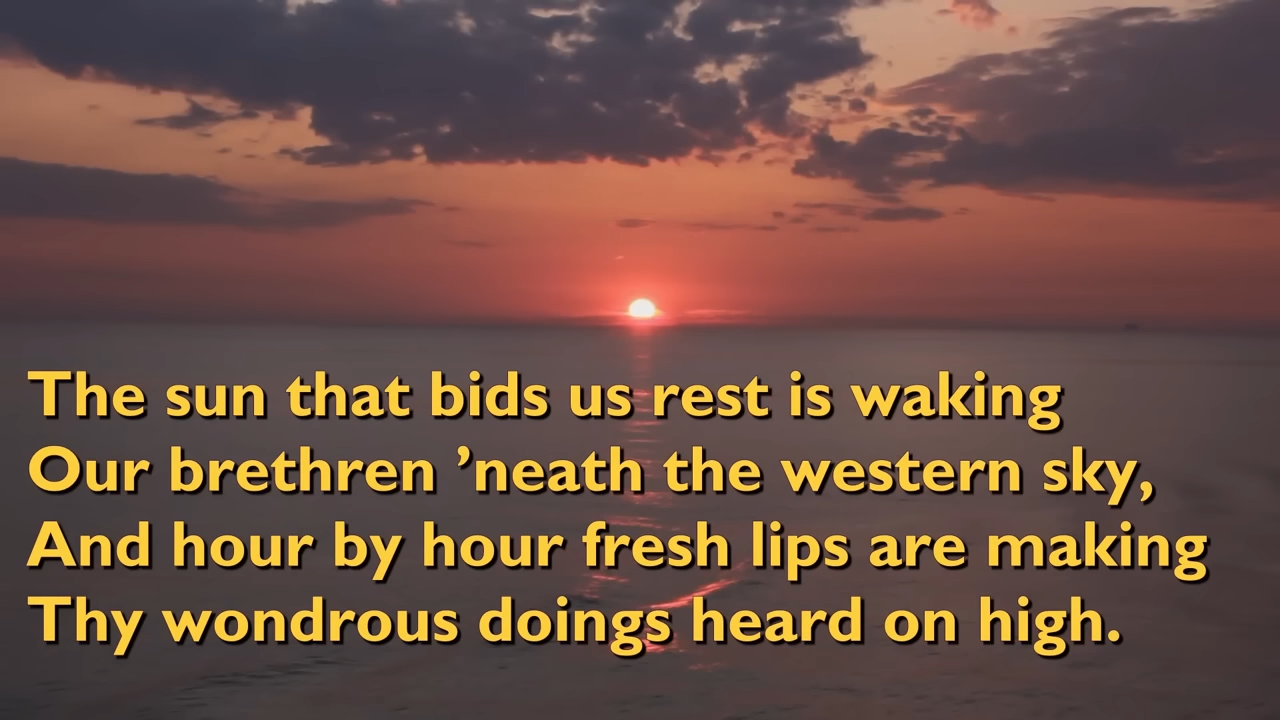 The sun that bids us rest is waking
Our brethren ’neath the western sky,
And hour by hour fresh lips are making
Thy wondrous doings heard on high.